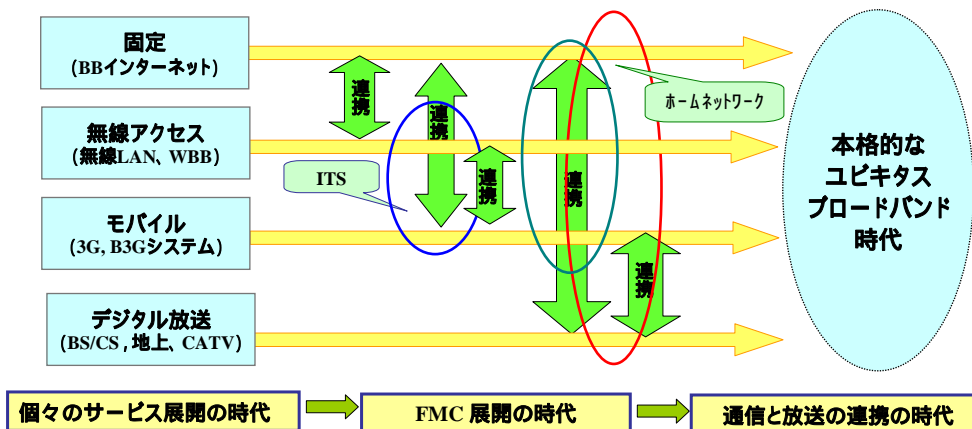 固定
(BBインターネット)
無線アクセス
(無線LAN、WBB)
モバイル
(3G, B3Gシステム)
デジタル放送
(BS/CS , 地上、CATV)
連携
連携
連携
連携
連携
ITS
ホームネットワーク
本格的な
ユビキタス
ブロードバンド
時代
個々のサービス展開の時代
FMC 展開の時代
通信と放送の連携の時代